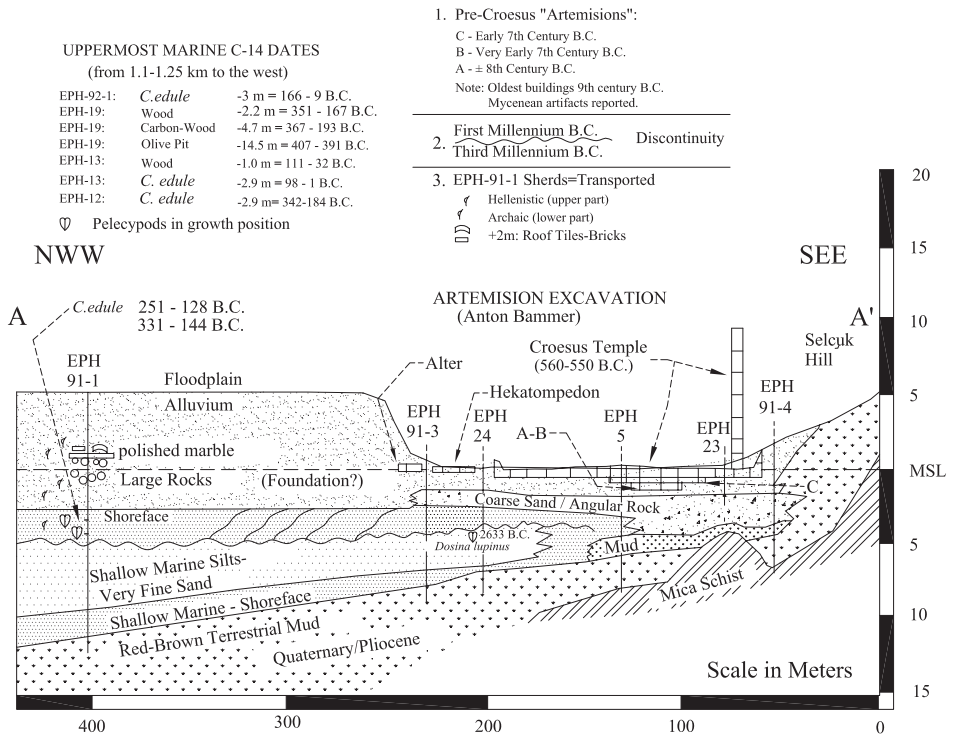 UPPERMOST MARINE C-14 DATES
(from 1.1-1.25 km to the west)
EPH-92-1: C.edule -3 m = 166 - 9 B.C.
EPH-19: Wood -2.2 m = 351 - 167 B.C.
EPH-19: Carbon-Wood -4.7 m = 367 - 193 B.C.
EPH-19: Olive Pit -14.5 m = 407 - 391 B.C.
EPH-13: Wood -1.0 m = 111 - 32 B.C.
EPH-13: C. edule -2.9 m = 98 - 1 B.C.
EPH-12: C. edule -2.9 m= 342-184 B.C.
Pelecypods in growth position
1. Pre-Croesus "Artemisions":
C - Early 7th Century B.C.
B - Very Early 7th Century B.C.
A - ± 8th Century B.C.
Note: Oldest buildings 9th century B.C.
Mycenean artifacts reported.
2. First Millennium B.C.
Third Millennium B.C.
Discontinuity
3. EPH-91-1 Sherds=Transported
Hellenistic (upper part)
Archaic (lower part)
+2m: Roof Tiles-Bricks
NWW
SEE
A
A'
C.edule 251 - 128 B.C.
331 - 144 B.C.
ARTEMISION EXCAVATION
(Anton Bammer)
Croesus Temple
(560-550 B.C.)
Selcyk
Hill
EPH
91-1
Floodplain
Alluvium
Alter
Hekatompedon
EPH
91-3
EPH
24
A-B
EPH
5
EPH
23
EPH
91-4
polished marble
Large Rocks
(Foundation?)
C
Coarse Sand / Angular Rock
Shoreface
2633 B.C.
Dosina lupinus
Mud
Shallow Marine Silts-
Very Fine Sand
Mica Schist
Shallow Marine - Shoreface
Red-Brown Terrestrial Mud
Quaternary/Pliocene
Scale in Meters
20
15
10
5
MSL
5
10
15
400
300
200
100
0